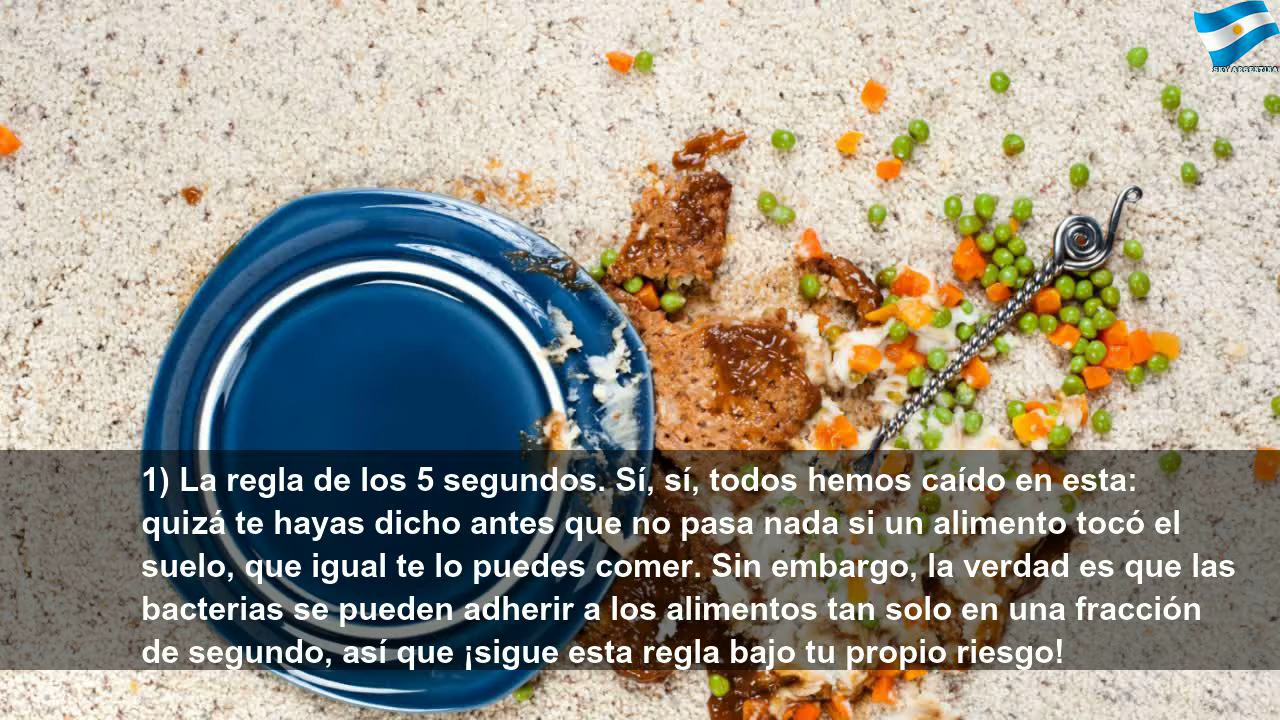 SKY ARGENTINA
1) La regla de los 5 segundos. Sí, sí, todos hemos caído en esta:
quizá te hayas dicho antes que no pasa nada si un alimento tocó el
suelo, que igual te lo puedes comer. Sin embargo, la verdad es que las
bacterias se pueden adherir a los alimentos tan solo en una fracción
de segundo, así que ¡sigue esta regla bajo tu propio riesgo!